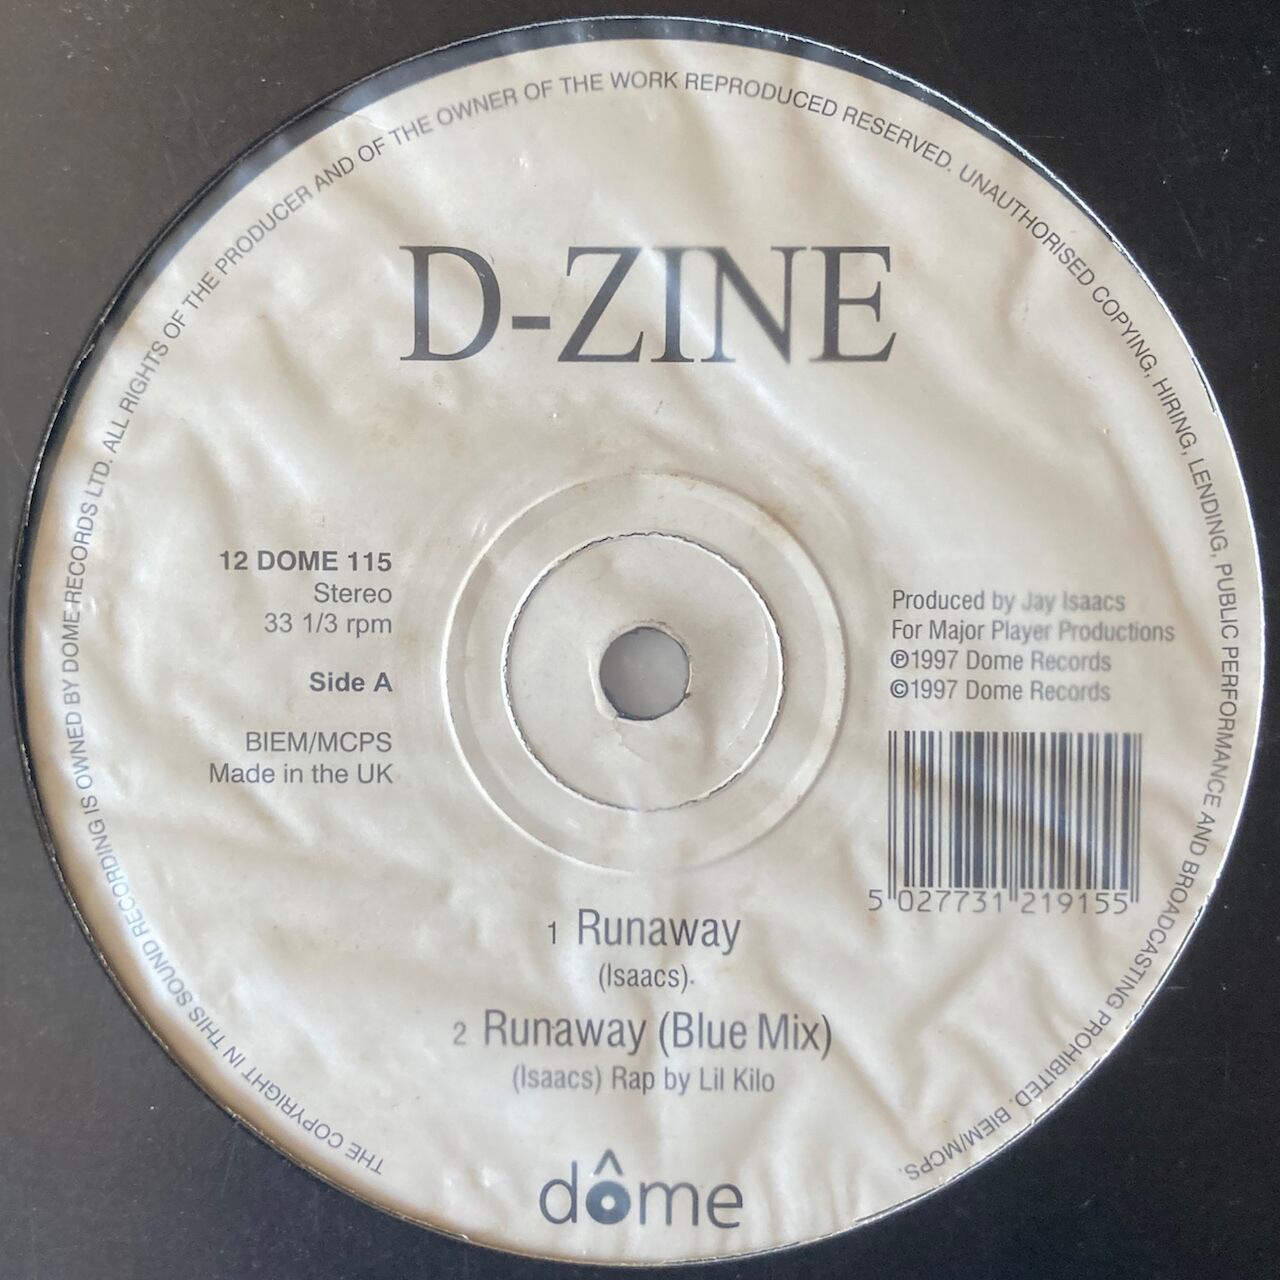 THE COPYRIGHT IN THIS SOUND RECORDING IS OWNED BY DOME RECORDS LTD. ALL RIGHTS OF THE PRODUCER AND OF THE OWNER OF THE WORK REPRODUCED RESERVED. UNAUTHORISED COPYING, HIRING, LENDING, PUBLIC PERFORMANCE AND BROADCASTING PROHIBITED. BIEM/MCPS.
D-ZINE
12 DOME 115
Stereo
33 1/3 rpm
Side A
BIEM/MCPS
Made in the UK
Produced by Jay Isaacs
For Major Player Productions
℗1997 Dome Records
©1997 Dome Records
5 027731 219155
1 Runaway
(Isaacs).
2 Runaway (Blue Mix)
(Isaacs) Rap by Lil Kilo
dôme